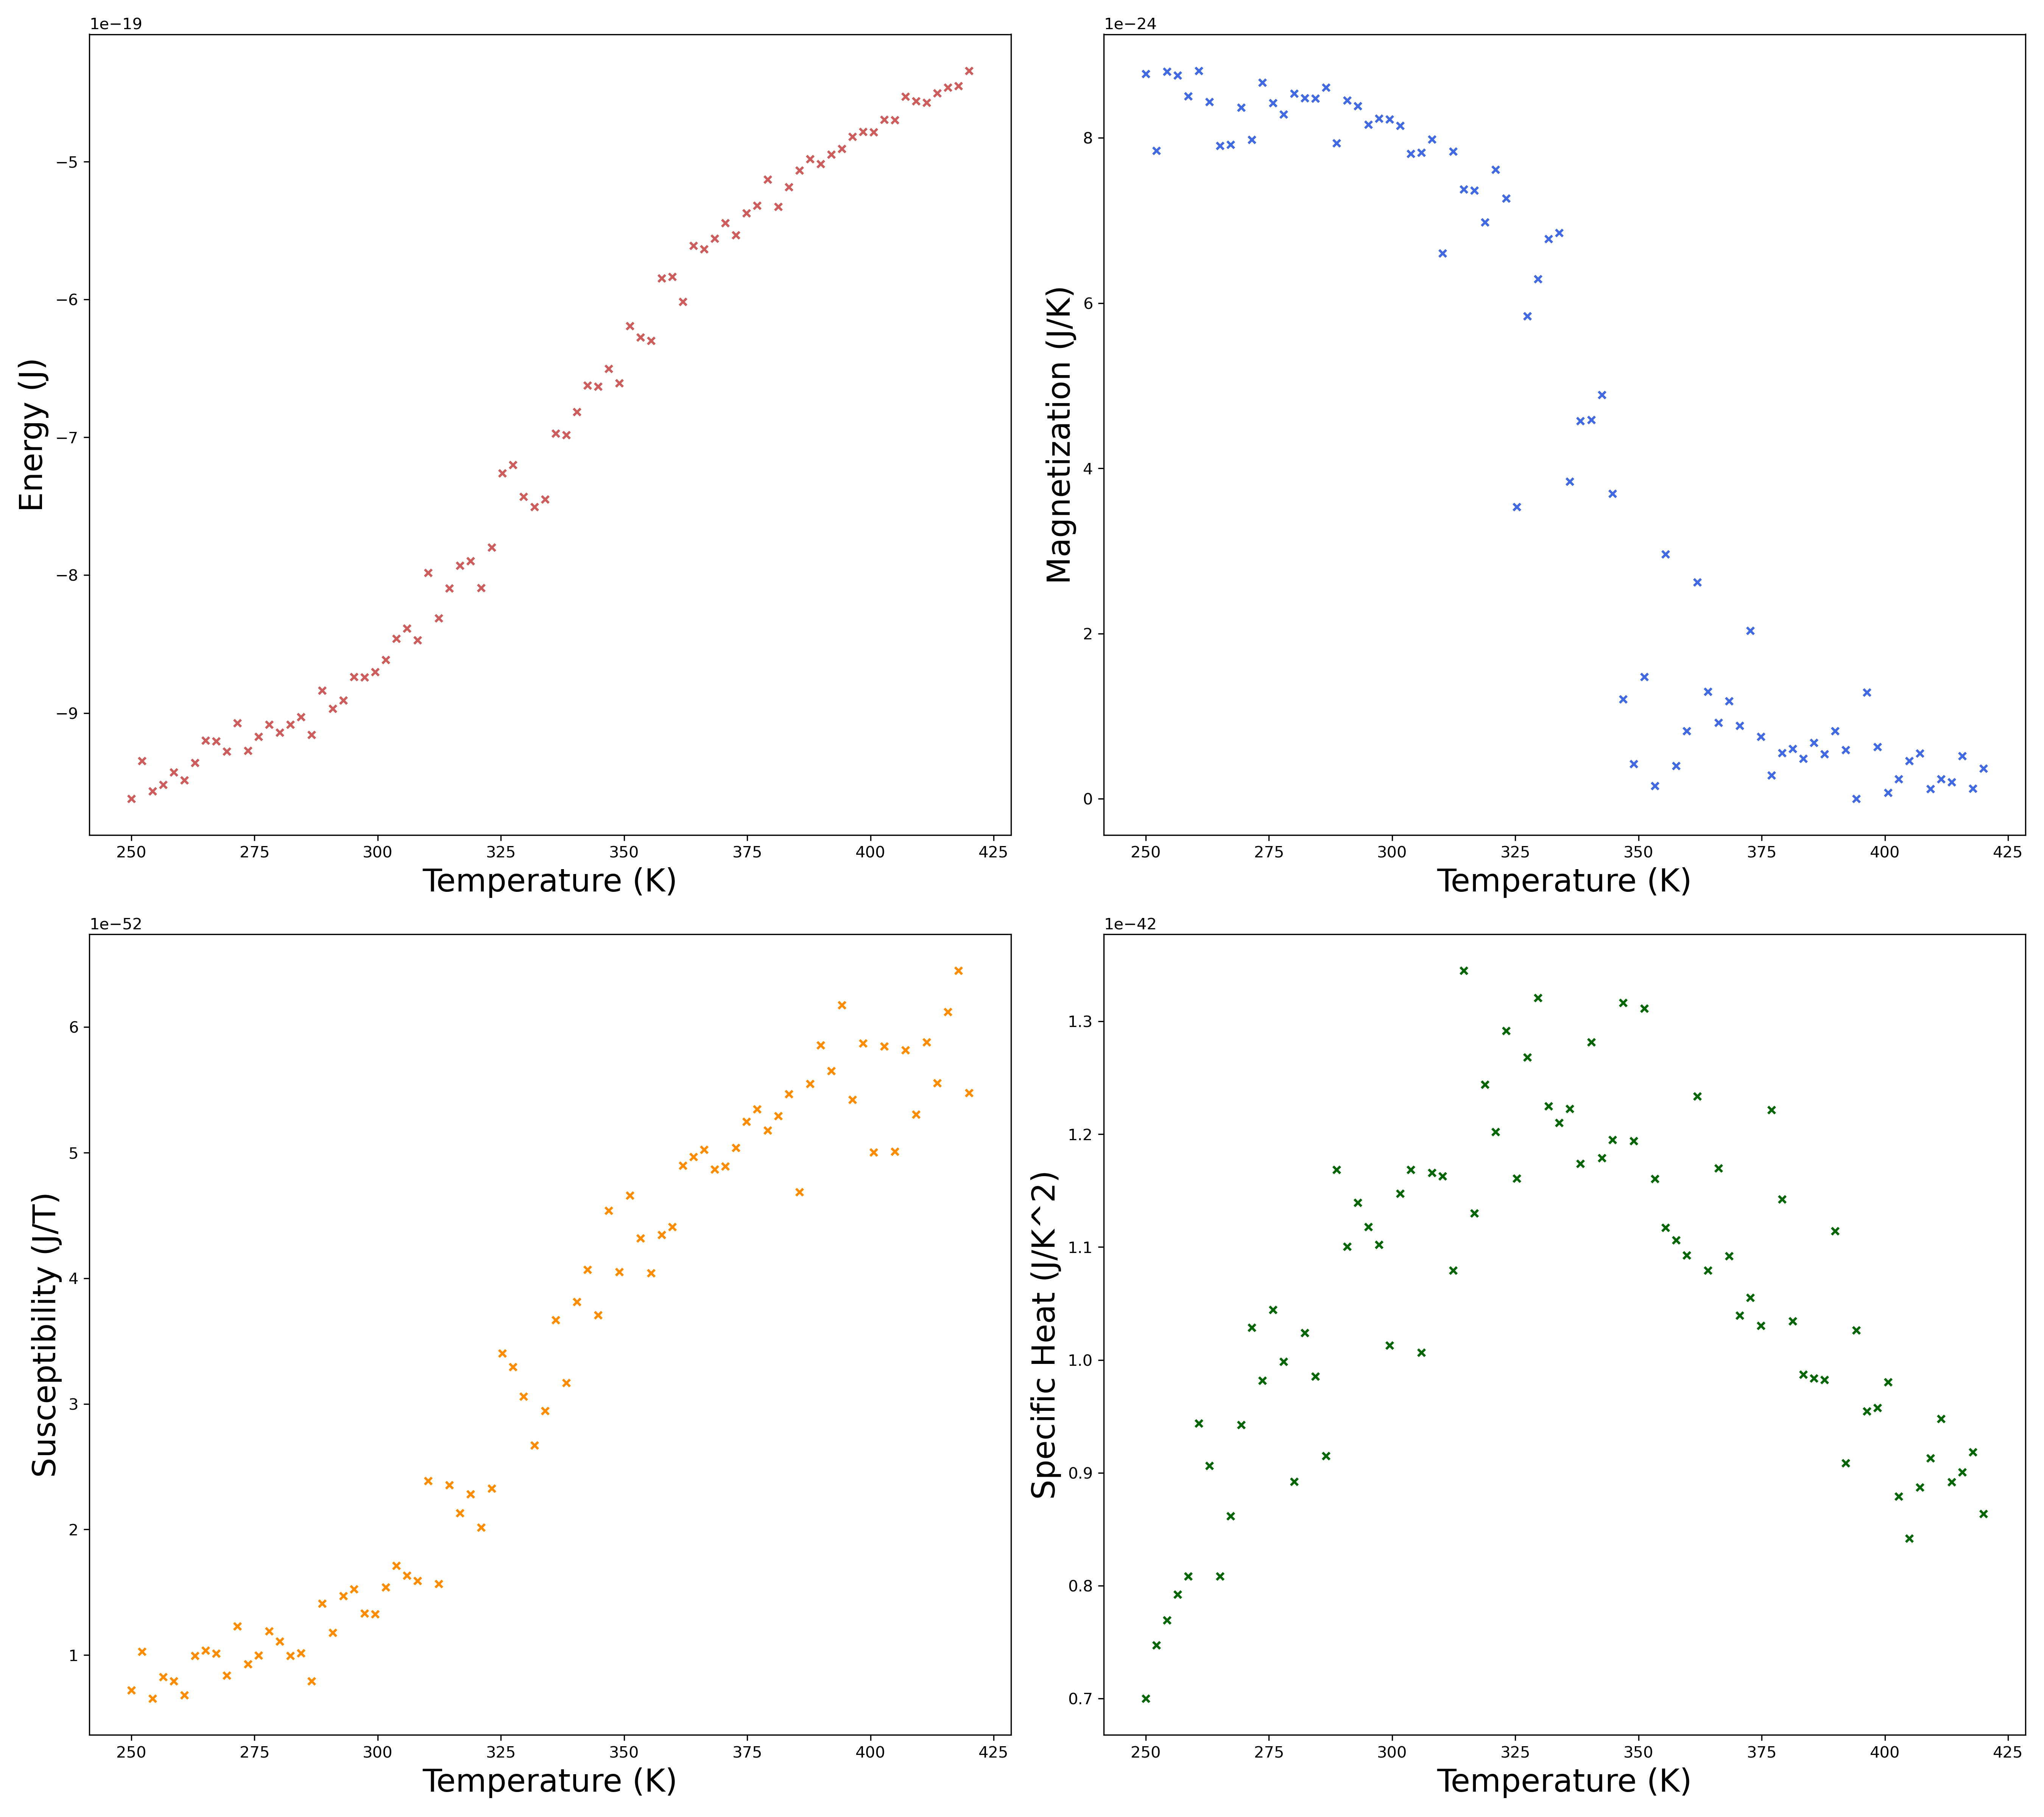 1e−19
Energy (J)
−5
−6
−7
−8
−9
250 275 300 325 350 375 400 425
Temperature (K)
1e−24
Magnetization (J/K)
8
6
4
2
0
250 275 300 325 350 375 400 425
Temperature (K)
1e−52
Susceptibility (J/T)
6
5
4
3
2
1
250 275 300 325 350 375 400 425
Temperature (K)
1e−42
Specific Heat (J/K^2)
1.3
1.2
1.1
1.0
0.9
0.8
0.7
250 275 300 325 350 375 400 425
Temperature (K)